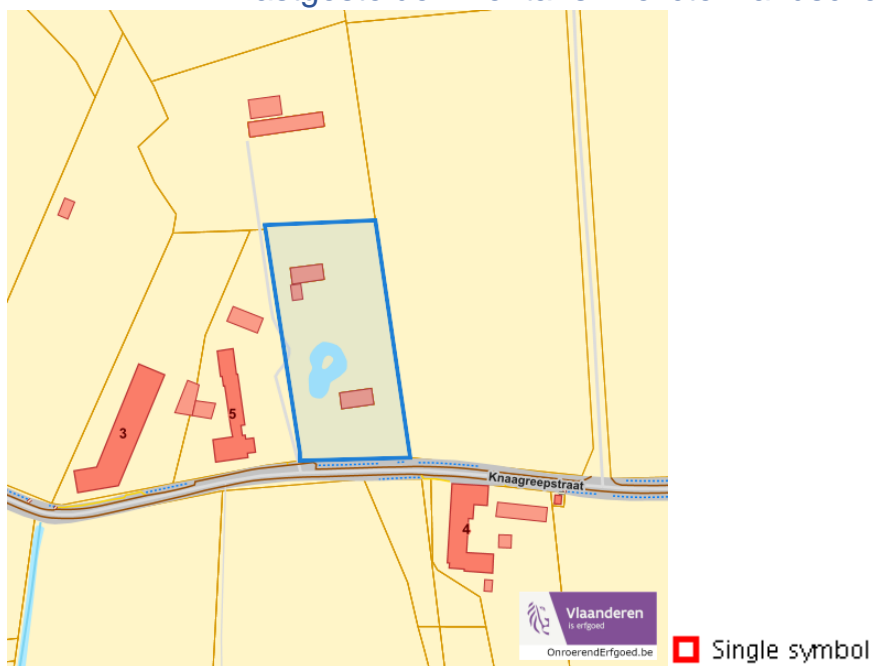 3
5
Knaagreepstraat
4
Vlaanderen
is erfgoed
OnroerendErfgoed.be
Single symbol